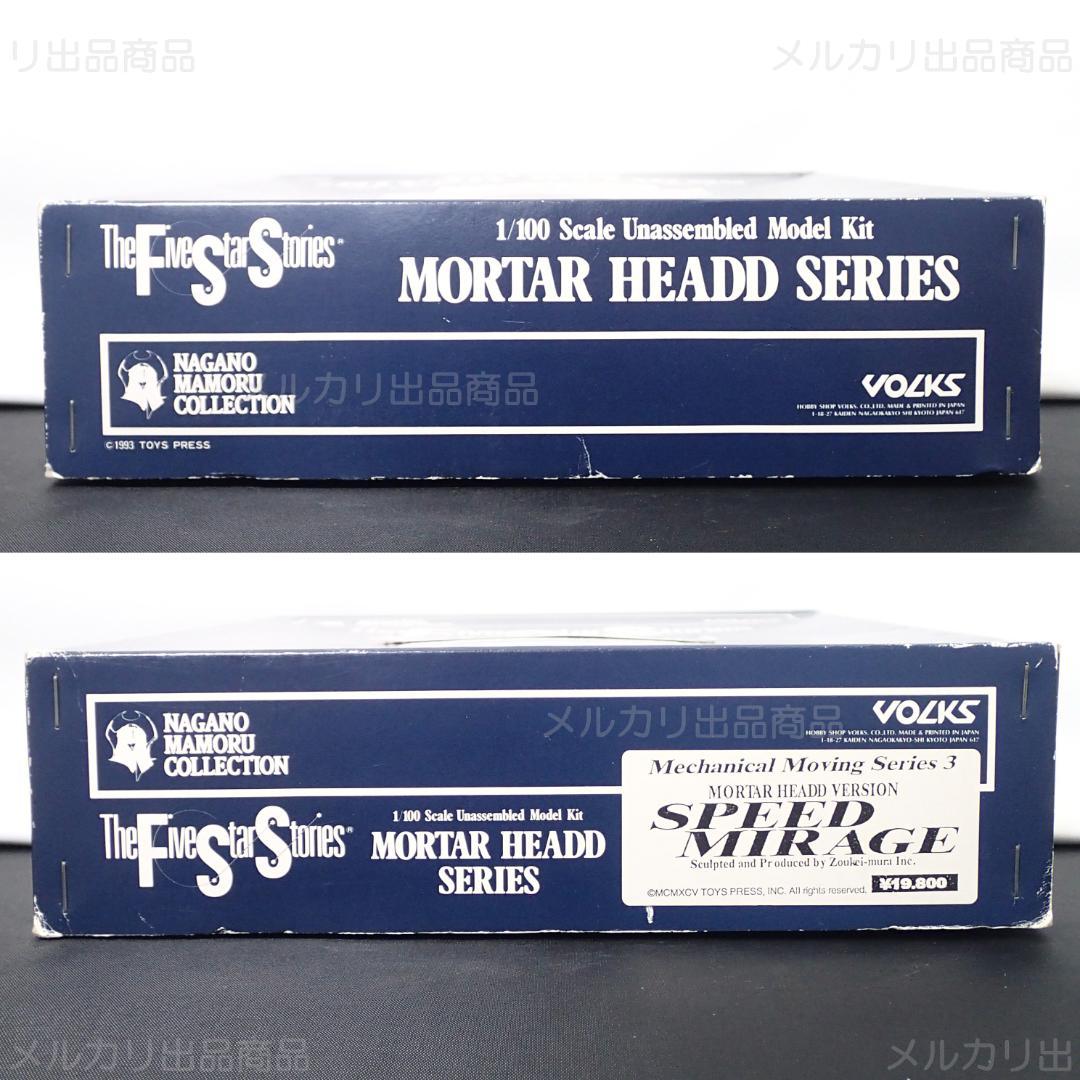 リ出品商品
メルカリ出品商品
The Five Star Stories®
1/100 Scale Unassembled Model Kit
MORTAR HEADD SERIES
NAGANO
MAMORU
COLLECTION
メルカリ出品商品
VOLKS
HOBBY SHOP VOLKS. CO.,LTD. MADE & PRINTED IN JAPAN
1-18-27 KAIDEN NAGAOKAKYO-SHI KYOTO JAPAN 617
©1993 TOYS PRESS
NAGANO
MAMORU
COLLECTION
メルカリ出品商品
VOLKS
HOBBY SHOP VOLKS. CO.,LTD. MADE & PRINTED IN JAPAN
1-18-27 KAIDEN NAGAOKAKYO-SHI KYOTO JAPAN 617
The Five Star Stories®
1/100 Scale Unassembled Model Kit
MORTAR HEADD
SERIES
Mechanical Moving Series 3
MORTAR HEADD VERSION
SPEED
MIRAGE
Sculpted and Produced by Zoukei-mura Inc.
©MCMXCV TOYS PRESS, INC. All rights reserved.
¥19.800
メルカリ出品商品
メルカリ出